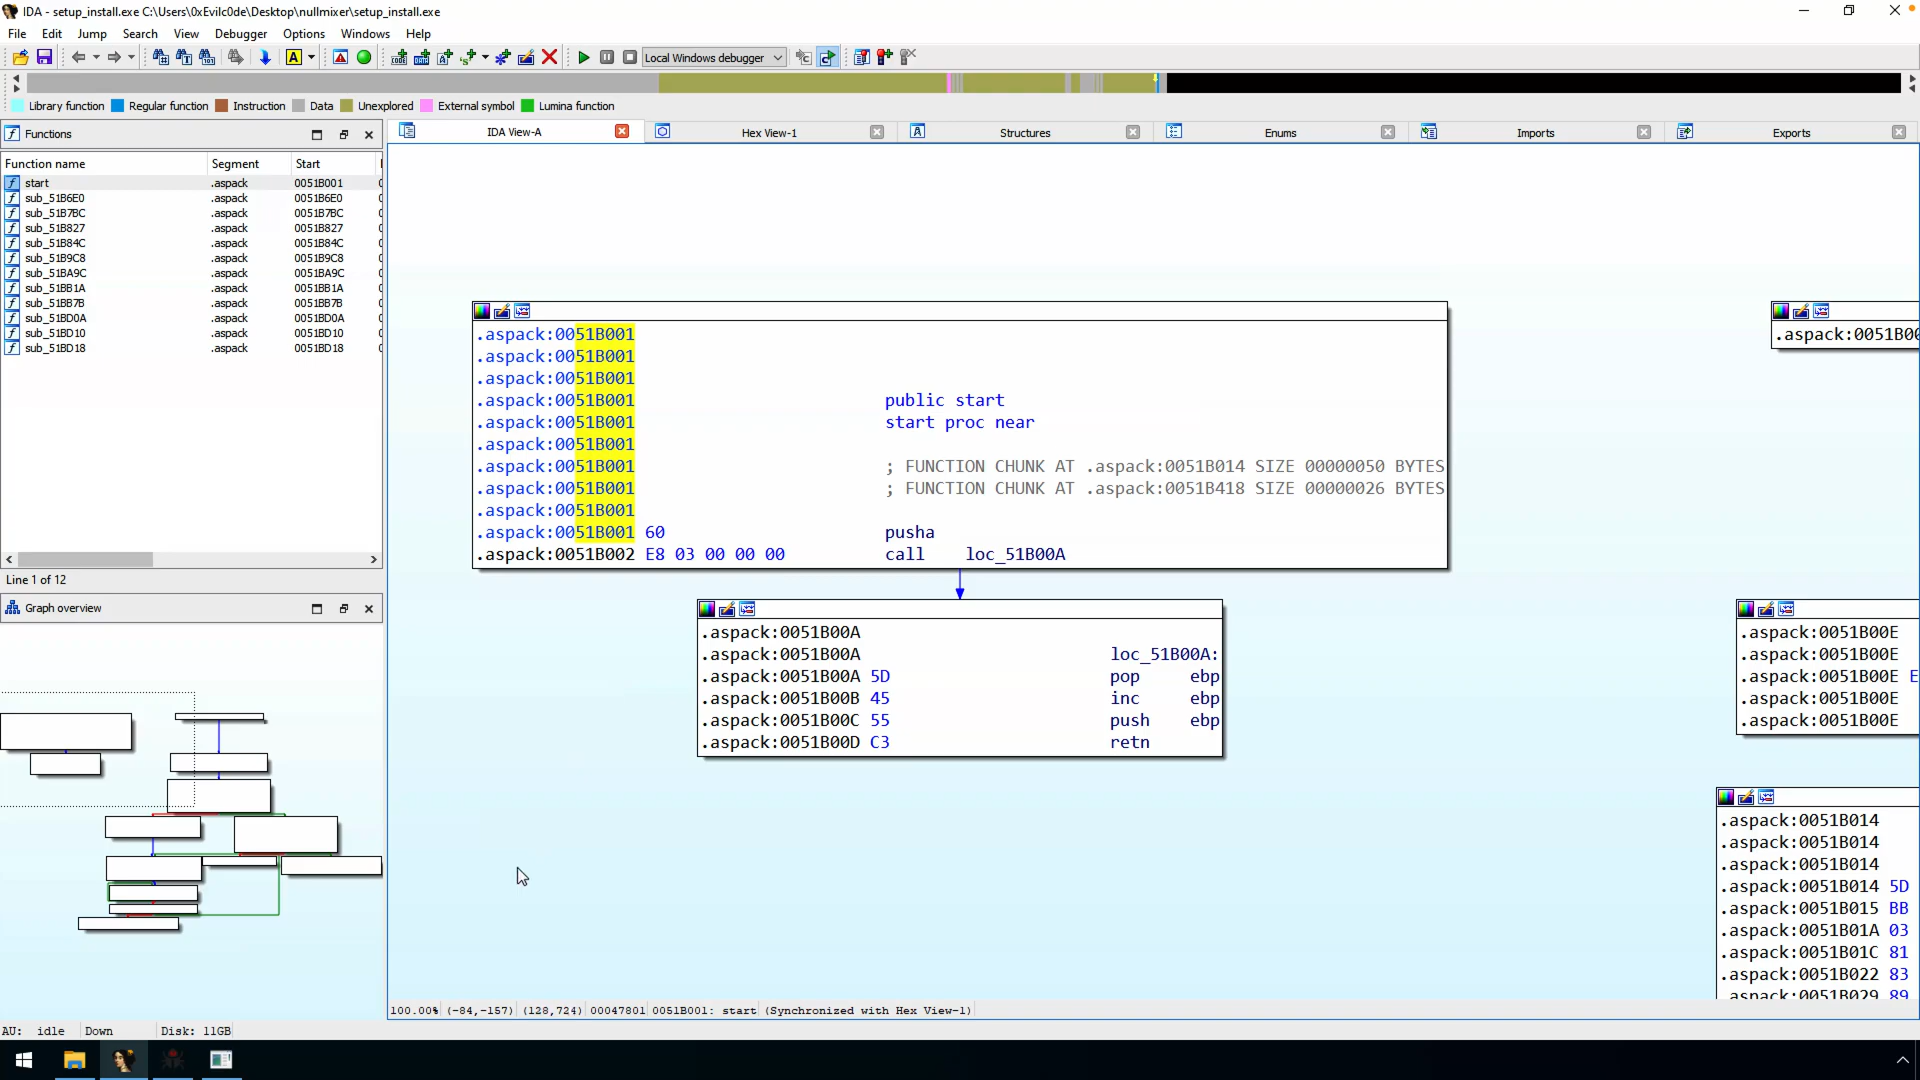 IDA - setup_install.exe C:\Users\0xEvilc0de\Desktop\nullmixer\setup_install.exe
File Edit Jump Search View Debugger Options Windows Help
Local Windows debugger
Library function Regular function Instruction Data Unexplored External symbol Lumina function
Functions
Function name Segment Start
start .aspack 0051B001
sub_51B6E0 .aspack 0051B6E0
sub_51B7BC .aspack 0051B7BC
sub_51B827 .aspack 0051B827
sub_51B84C .aspack 0051B84C
sub_51B9C8 .aspack 0051B9C8
sub_51BA9C .aspack 0051BA9C
sub_51BB1A .aspack 0051BB1A
sub_51BB7B .aspack 0051BB7B
sub_51BD0A .aspack 0051BD0A
sub_51BD10 .aspack 0051BD10
sub_51BD18 .aspack 0051BD18
Line 1 of 12
Graph overview
IDA View-A Hex View-1 Structures Enums Imports Exports
.aspack:0051B001
.aspack:0051B001
.aspack:0051B001
.aspack:0051B001 public start
.aspack:0051B001 start proc near
.aspack:0051B001
.aspack:0051B001 ; FUNCTION CHUNK AT .aspack:0051B014 SIZE 00000050 BYTES
.aspack:0051B001 ; FUNCTION CHUNK AT .aspack:0051B418 SIZE 00000026 BYTES
.aspack:0051B001
.aspack:0051B001 60 pusha
.aspack:0051B002 E8 03 00 00 00 call loc_51B00A
.aspack:0051B00A
.aspack:0051B00A loc_51B00A:
.aspack:0051B00A 5D pop ebp
.aspack:0051B00B 45 inc ebp
.aspack:0051B00C 55 push ebp
.aspack:0051B00D C3 retn
.aspack:0051B00
.aspack:0051B00E
.aspack:0051B00E
.aspack:0051B00E E
.aspack:0051B00E
.aspack:0051B00E
.aspack:0051B014
.aspack:0051B014
.aspack:0051B014
.aspack:0051B014 5D
.aspack:0051B015 BB
.aspack:0051B01A 03
.aspack:0051B01C 81
.aspack:0051B022 83
.aspack:0051B029 89
100.00% (-84,-157) (128,724) 00047801 0051B001: start (Synchronized with Hex View-1)
AU: idle Down Disk: 11GB